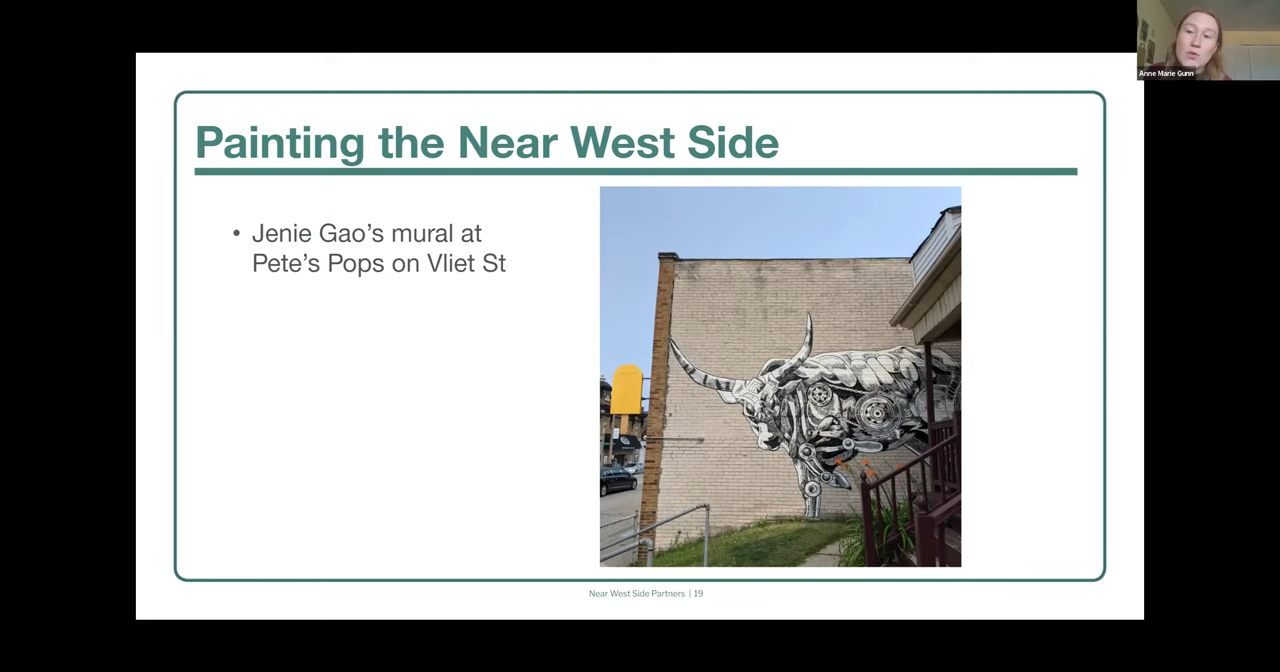 Anne Marie Gunn
Painting the Near West Side
• Jenie Gao’s mural at
Pete’s Pops on Vliet St
Near West Side Partners | 19